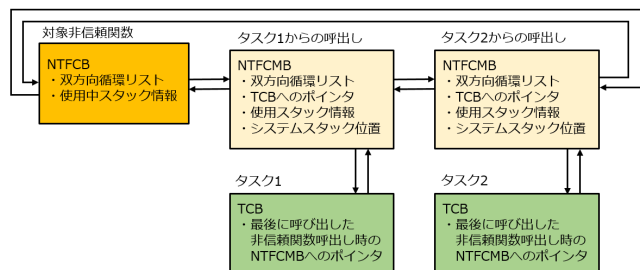 対象非信頼関数
タスク1からの呼出し
タスク2からの呼出し
NTFCB
・双方向循環リスト
・使用中スタック情報
NTFCMB
・双方向循環リスト
・TCBへのポインタ
・使用スタック情報
・システムスタック位置
NTFCMB
・双方向循環リスト
・TCBへのポインタ
・使用スタック情報
・システムスタック位置
タスク1
タスク2
TCB
・最後に呼び出した
非信頼関数呼出し時の
NTFCMBへのポインタ
TCB
・最後に呼び出した
非信頼関数呼出し時の
NTFCMBへのポインタ